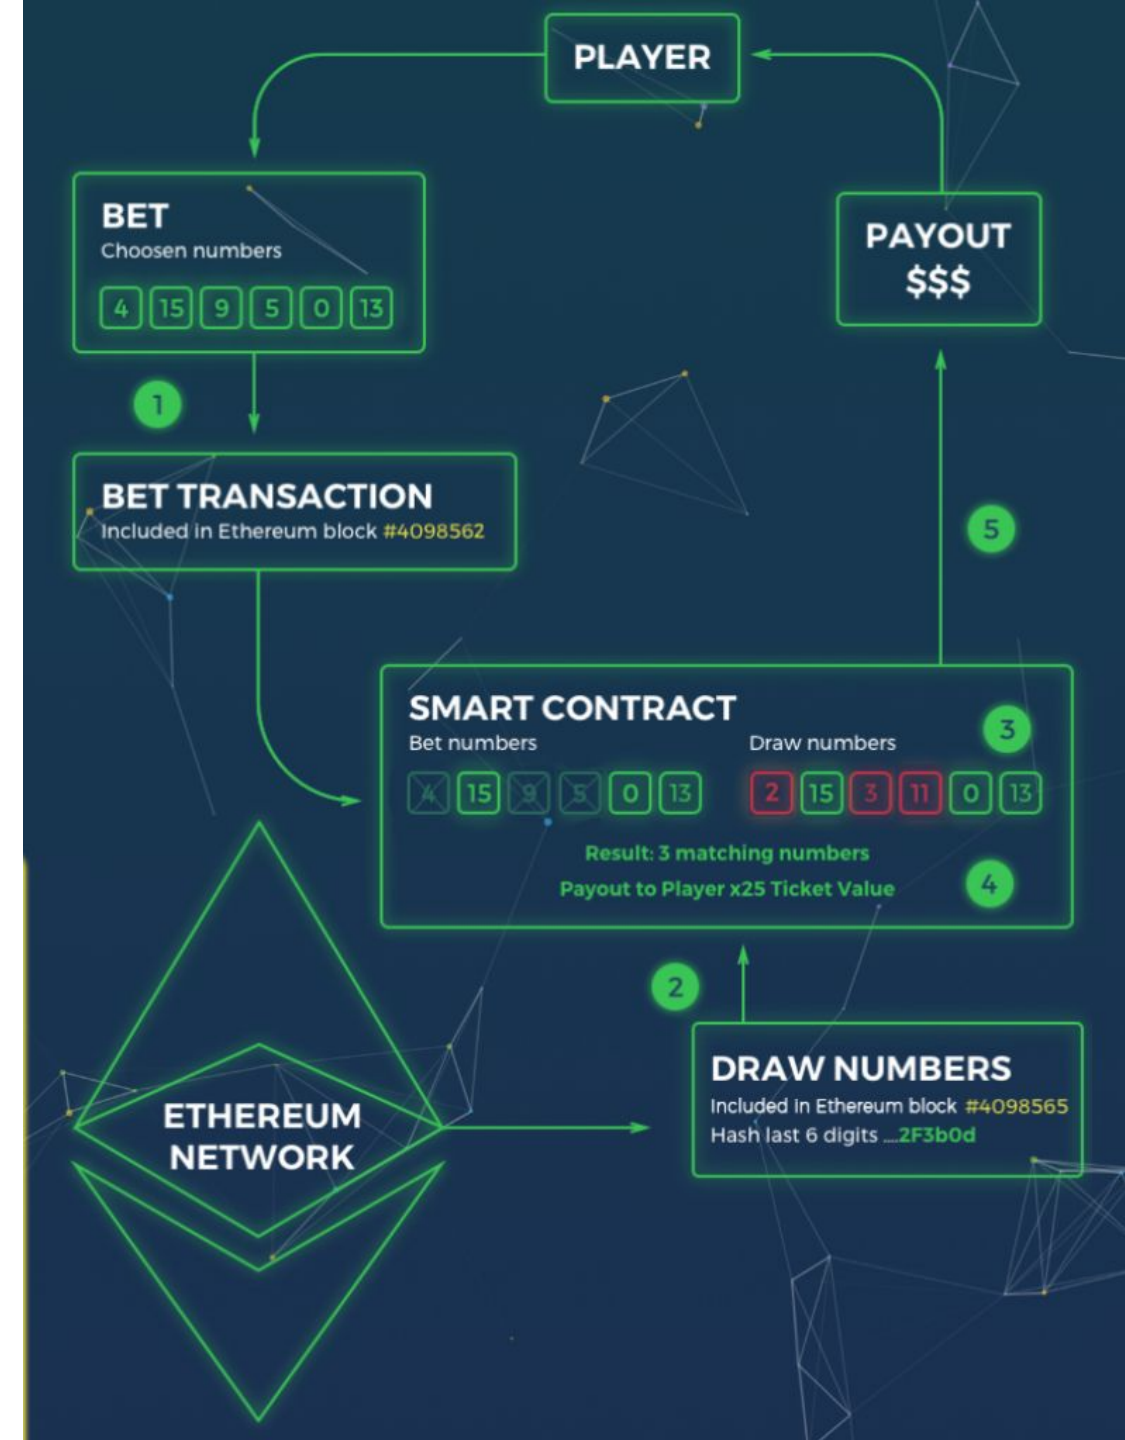 PLAYER
BET
Choosen numbers
4 15 9 5 0 13
PAYOUT
$$$
1
BET TRANSACTION
Included in Ethereum block #4098562
5
SMART CONTRACT
3
Bet numbers
Draw numbers
4 15 9 5 0 13
2 15 3 11 0 13
Result: 3 matching numbers
Payout to Player x25 Ticket Value
4
2
DRAW NUMBERS
Included in Ethereum block #4098565
Hash last 6 digits ....2F3b0d
ETHEREUM
NETWORK